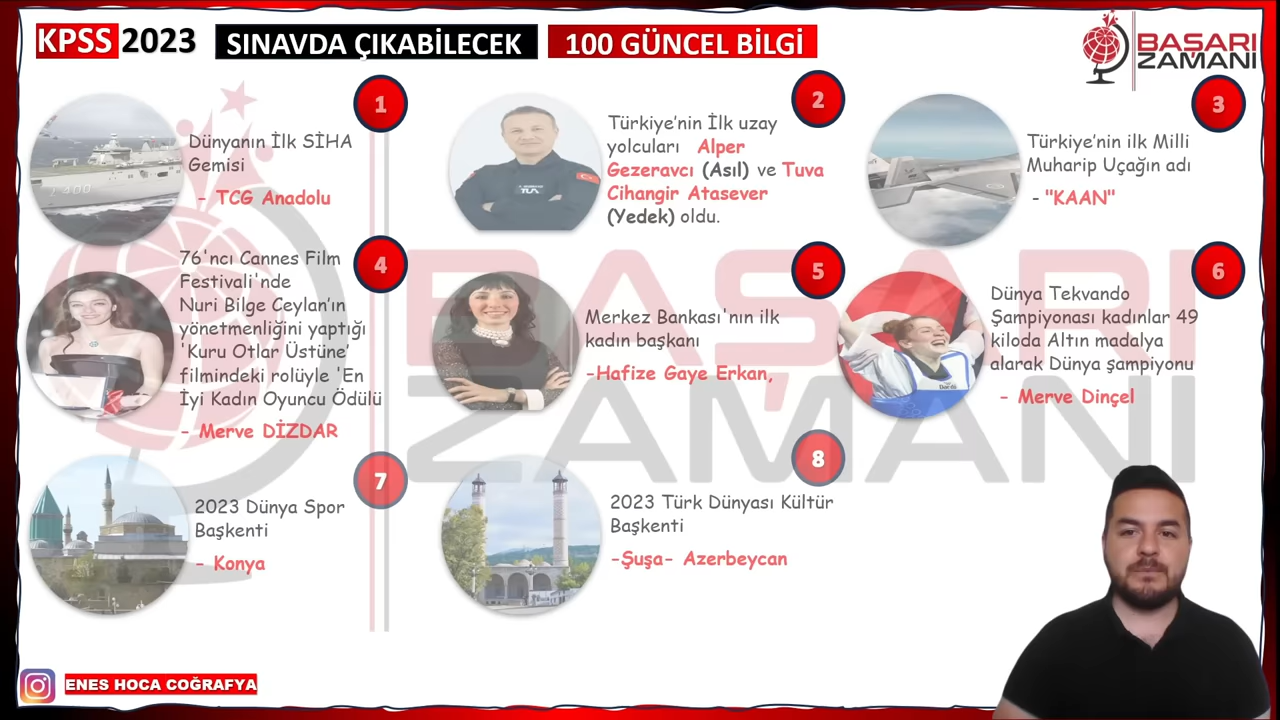 KPSS 2023
SINAVDA ÇIKABİLECEK
100 GÜNCEL BİLGİ
BAŞARI
ZAMANI
1
Dünyanın İlk SİHA
Gemisi
- TCG Anadolu
2
Türkiye’nin İlk uzay
yolcuları Alper
Gezeravcı (Asıl) ve Tuva
Cihangir Atasever
(Yedek) oldu.
3
Türkiye’nin ilk Milli
Muharip Uçağın adı
- "KAAN"
4
76'ncı Cannes Film
Festivali'nde
Nuri Bilge Ceylan’ın
yönetmenliğini yaptığı
'Kuru Otlar Üstüne’
filmindeki rolüyle 'En
İyi Kadın Oyuncu Ödülü
- Merve DİZDAR
5
Merkez Bankası'nın ilk
kadın başkanı
-Hafize Gaye Erkan,
6
Dünya Tekvando
Şampiyonası kadınlar 49
kiloda Altın madalya
alarak Dünya şampiyonu
- Merve Dinçel
7
2023 Dünya Spor
Başkenti
- Konya
8
2023 Türk Dünyası Kültür
Başkenti
-Şuşa- Azerbeycan
BAŞARI
ZAMANI
ENES HOCA COĞRAFYA